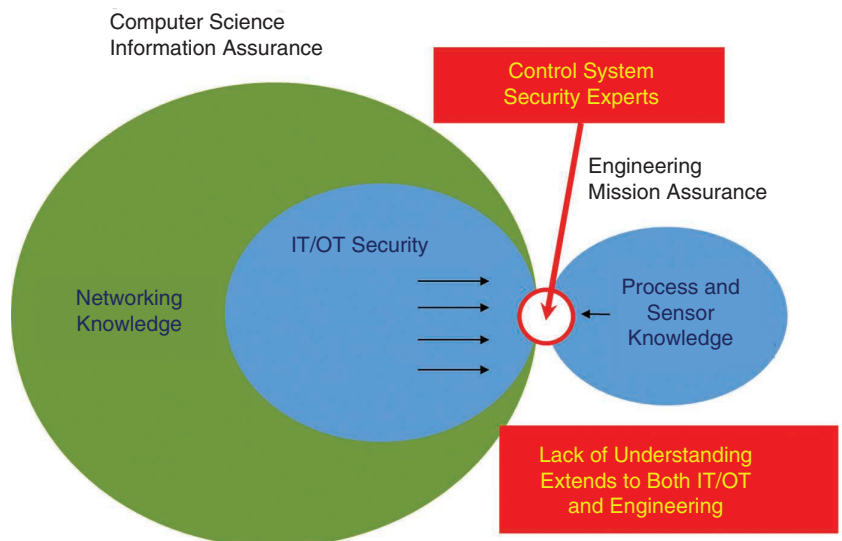 Computer Science
Information Assurance
Control System
Security Experts
Engineering
Mission Assurance
IT/OT Security
Networking
Knowledge
Process and
Sensor
Knowledge
Lack of Understanding
Extends to Both IT/OT
and Engineering